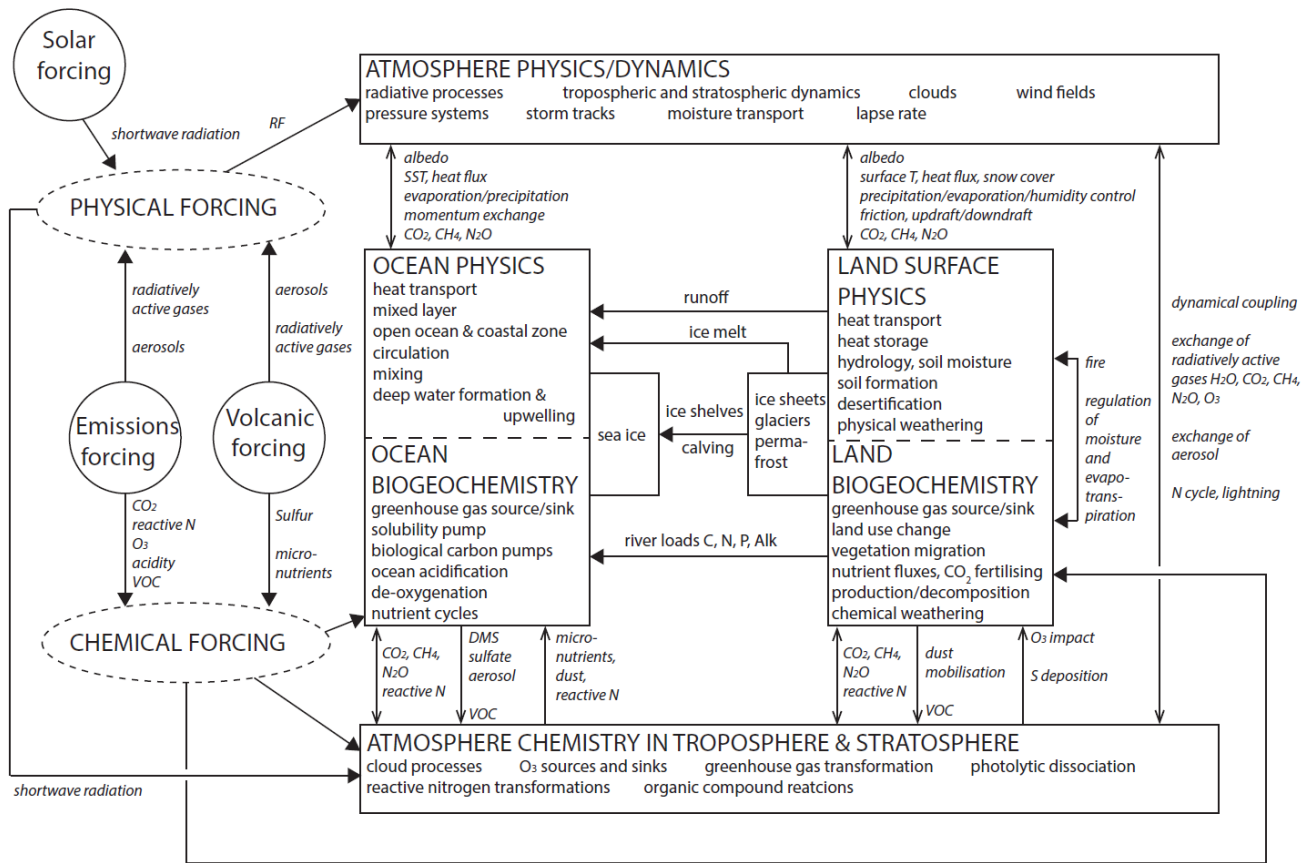 Solar
forcing
shortwave radiation
RF
PHYSICAL FORCING
radiatively
active gases
aerosols
aerosols
radiatively
active gases
Emissions
forcing
Volcanic
forcing
CO2
reactive N
O3
acidity
VOC
Sulfur
micro-
nutrients
CHEMICAL FORCING
shortwave radiation
ATMOSPHERE PHYSICS/DYNAMICS
radiative processes tropospheric and stratospheric dynamics clouds wind fields
pressure systems storm tracks moisture transport lapse rate
albedo
SST, heat flux
evaporation/precipitation
momentum exchange
CO2, CH4, N2O
albedo
surface T, heat flux, snow cover
precipitation/evaporation/humidity control
friction, updraft/downdraft
CO2, CH4, N2O
OCEAN PHYSICS
heat transport
mixed layer
open ocean & coastal zone
circulation
mixing
deep water formation &
upwelling
OCEAN
BIOGEOCHEMISTRY
greenhouse gas source/sink
solubility pump
biological carbon pumps
ocean acidification
de-oxygenation
nutrient cycles
runoff
ice melt
sea ice
ice shelves
calving
ice sheets
glaciers
perma-
frost
river loads C, N, P, Alk
LAND SURFACE
PHYSICS
heat transport
heat storage
hydrology, soil moisture
soil formation
desertification
physical weathering
LAND
BIOGEOCHEMISTRY
greenhouse gas source/sink
land use change
vegetation migration
nutrient fluxes, CO2 fertilising
production/decomposition
chemical weathering
fire
regulation
of
moisture
and
evapo-
trans-
piration
dynamical coupling
exchange of
radiatively active
gases H2O, CO2, CH4,
N2O, O3
exchange of
aerosol
N cycle, lightning
CO2, CH4,
N2O
reactive N
DMS
sulfate
aerosol
VOC
micro-
nutrients,
dust,
reactive N
CO2, CH4,
N2O
reactive N
dust
mobilisation
VOC
O3 impact
S deposition
ATMOSPHERE CHEMISTRY IN TROPOSPHERE & STRATOSPHERE
cloud processes O3 sources and sinks greenhouse gas transformation photolytic dissociation
reactive nitrogen transformations organic compound reatcions